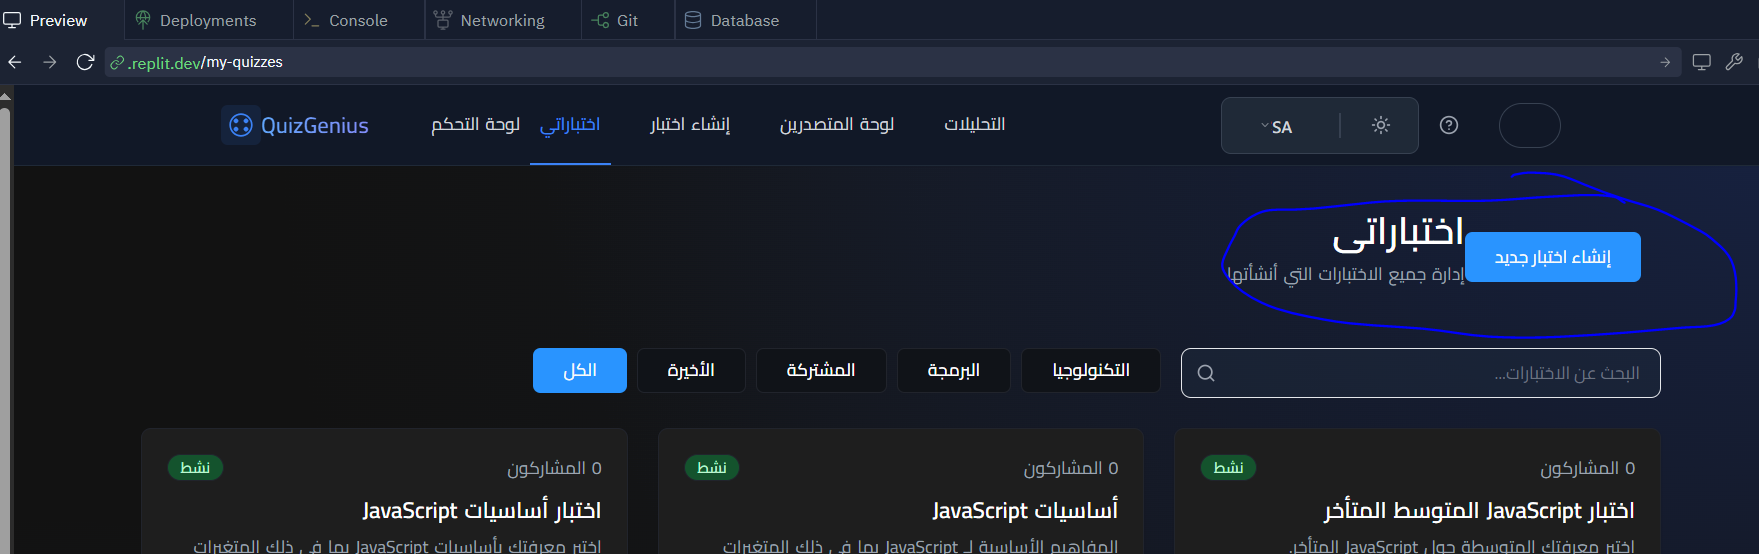 Preview
Deployments
Console
Networking
Git
Database
.replit.dev/my-quizzes
QuizGenius
لوحة التحكم
اختباراتي
إنشاء اختبار
لوحة المتصدرين
التحليلات
SA
اختباراتي
إدارة جميع الاختبارات التي أنشأتها
إنشاء اختبار جديد
البحث عن الاختبارات...
التكنولوجيا
البرمجة
المشتركة
الأخيرة
الكل
0 المشاركون
نشط
اختبار JavaScript المتوسط المتأخر
اختبر معرفتك المتوسطة حول JavaScript المتأخر.
0 المشاركون
نشط
أساسيات JavaScript
المفاهيم الأساسية لـ JavaScript بما في ذلك المتغيرات
0 المشاركون
نشط
اختبار أساسيات JavaScript
اختبر معرفتك بأساسيات JavaScript بما في ذلك المتغيرات